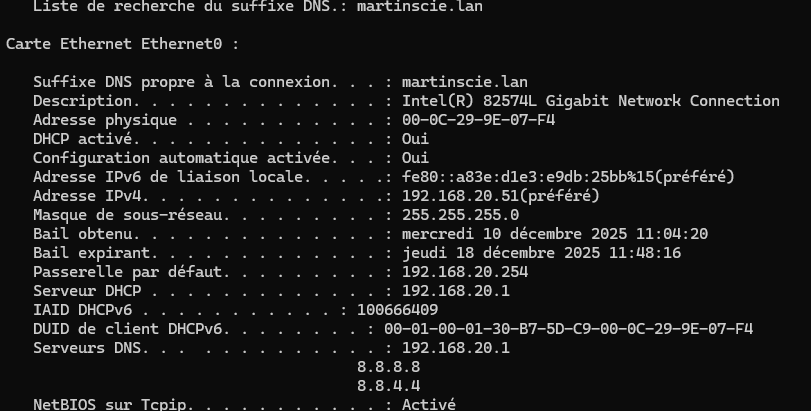 Liste de recherche du suffixe DNS.: martinscie.lan
Carte Ethernet Ethernet0 :
Suffixe DNS propre à la connexion. . . : martinscie.lan
Description. . . . . . . . . . . . . . : Intel(R) 82574L Gigabit Network Connection
Adresse physique . . . . . . . . . . . : 00-0C-29-9E-07-F4
DHCP activé. . . . . . . . . . . . . . : Oui
Configuration automatique activée. . . : Oui
Adresse IPv6 de liaison locale. . . . .: fe80::a83e:d1e3:e9db:25bb%15(préféré)
Adresse IPv4. . . . . . . . . . . . . .: 192.168.20.51(préféré)
Masque de sous-réseau. . . . . . . . . : 255.255.255.0
Bail obtenu. . . . . . . . . . . . . . : mercredi 10 décembre 2025 11:04:20
Bail expirant. . . . . . . . . . . . . : jeudi 18 décembre 2025 11:48:16
Passerelle par défaut. . . . . . . . . : 192.168.20.254
Serveur DHCP . . . . . . . . . . . . . : 192.168.20.1
IAID DHCPv6 . . . . . . . . . . . : 100666409
DUID de client DHCPv6. . . . . . . . : 00-01-00-01-30-B7-5D-C9-00-0C-29-9E-07-F4
Serveurs DNS. . . . . . . . . . . . . : 192.168.20.1
8.8.8.8
8.8.4.4
NetBIOS sur Tcpip. . . . . . . . . . . : Activé